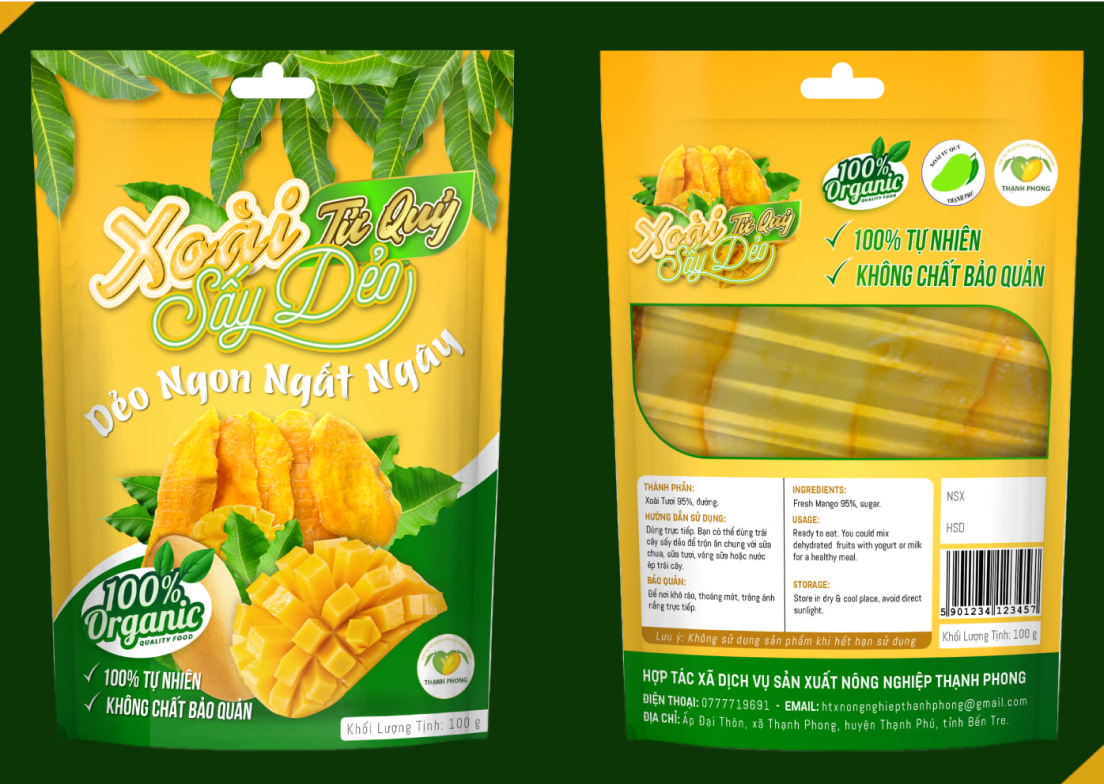 Xoài Tứ Quý
Sấy Dẻo
Dẻo Ngon Ngất Ngây
100%
Organic
QUALITY FOOD
100% TỰ NHIÊN
KHÔNG CHẤT BẢO QUẢN
THẠNH PHONG
Khối Lượng Tịnh: 100 g
Xoài Tứ Quý
Sấy Dẻo
100%
Organic
QUALITY FOOD
XOÀI TỨ QUÝ
THẠNH PHÚ
THẠNH PHONG
100% TỰ NHIÊN
KHÔNG CHẤT BẢO QUẢN
THÀNH PHẦN:
Xoài Tươi 95%, đường.
HƯỚNG DẪN SỬ DỤNG:
Dùng trực tiếp. Bạn có thể dùng trái
cây sấy dẻo để trộn ăn chung với sữa
chua, sữa tươi, váng sữa hoặc nước
ép trái cây.
BẢO QUẢN:
Để nơi khô ráo, thoáng mát, tráng ánh
nắng trực tiếp.
INGREDIENTS:
Fresh Mango 95%, sugar.
USAGE:
Ready to eat. You could mix
dehydrated fruits with yogurt or milk
for a healthy meal.
STORAGE:
Store in dry & cool place, avoid direct
sunlight.
Lưu ý: Không sử dụng sản phẩm khi hết hạn sử dụng
NSX
HSD
5 901234 123457
Khối Lượng Tịnh: 100 g
HỢP TÁC XÃ DỊCH VỤ SẢN XUẤT NÔNG NGHIỆP THẠNH PHONG
ĐIỆN THOẠI: 0777719691 - EMAIL: htxnongnghiepthanhphong@gmail.com
ĐỊA CHỈ: Ấp Đại Thôn, xã Thạnh Phong, huyện Thạnh Phú, tỉnh Bến Tre.